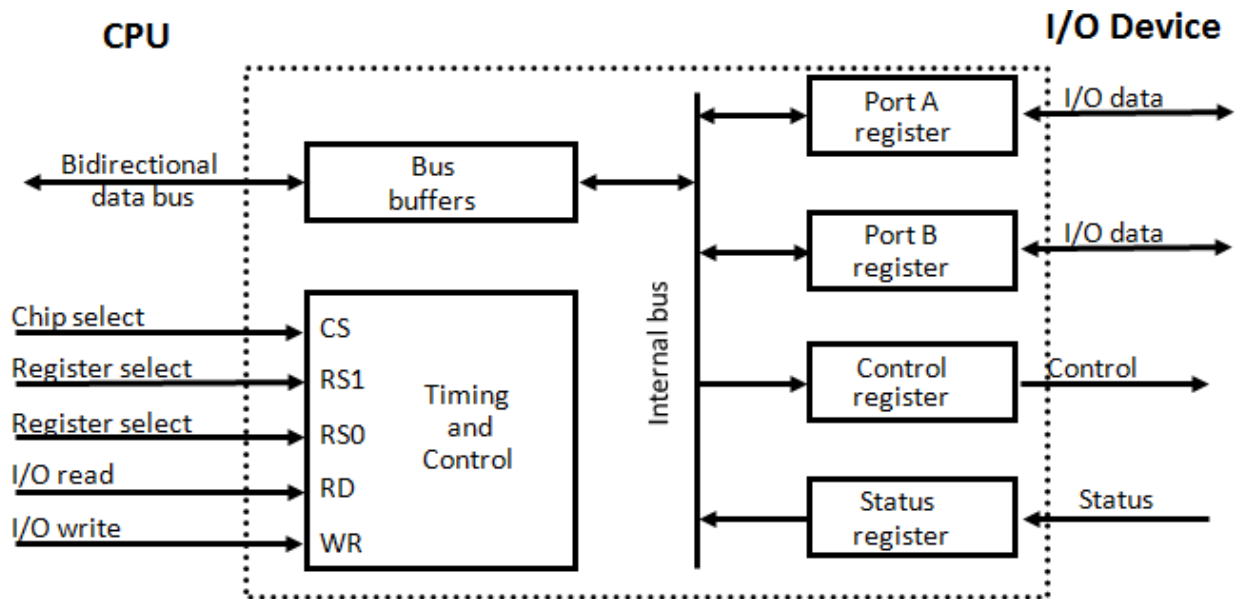 CPU
I/O Device
Bidirectional
data bus
Bus
buffers
Port A
register
I/O data
Port B
register
I/O data
Internal bus
Chip select
CS
Register select
RS1
Register select
RS0
I/O read
RD
I/O write
WR
Timing
and
Control
Control
register
Control
Status
register
Status